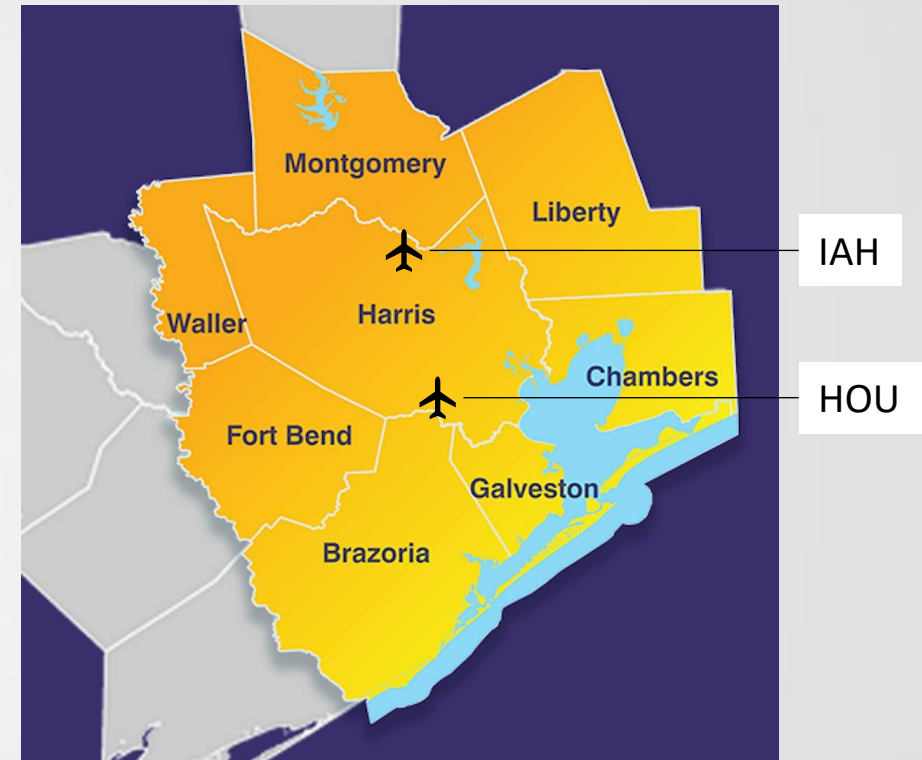 Montgomery
Liberty
IAH
Harris
Waller
Chambers
HOU
Fort Bend
Galveston
Brazoria